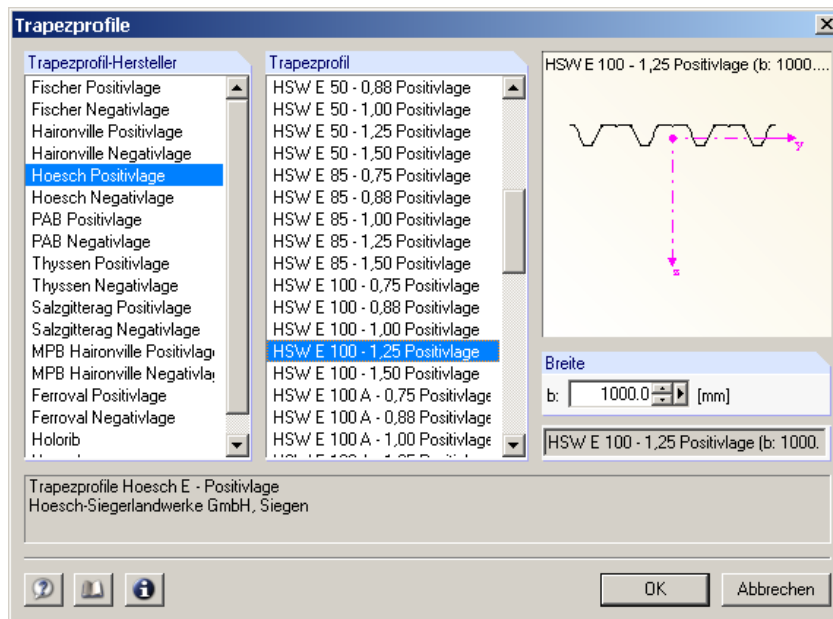 Trapezprofile
Trapezprofil-Hersteller
Fischer Positivlage
Fischer Negativlage
Haironville Positivlage
Haironville Negativlage
Hoesch Positivlage
Hoesch Negativlage
PAB Positivlage
PAB Negativlage
Thyssen Positivlage
Thyssen Negativlage
Salzgitterag Positivlage
Salzgitterag Negativlage
MPB Haironville Positivlag
MPB Haironville Negativla
Ferroval Positivlage
Ferroval Negativlage
Holorib
Trapezprofil
HSW E 50 - 0,88 Positivlage
HSW E 50 - 1,00 Positivlage
HSW E 50 - 1,25 Positivlage
HSW E 50 - 1,50 Positivlage
HSW E 85 - 0,75 Positivlage
HSW E 85 - 0,88 Positivlage
HSW E 85 - 1,00 Positivlage
HSW E 85 - 1,25 Positivlage
HSW E 85 - 1,50 Positivlage
HSW E 100 - 0,75 Positivlage
HSW E 100 - 0,88 Positivlage
HSW E 100 - 1,00 Positivlage
HSW E 100 - 1,25 Positivlage
HSW E 100 - 1,50 Positivlage
HSW E 100 A - 0,75 Positivlage
HSW E 100 A - 0,88 Positivlage
HSW E 100 A - 1,00 Positivlage
HSW E 100 - 1,25 Positivlage (b: 1000....
y
z
Breite
b: 1000.0 [mm]
HSW E 100 - 1,25 Positivlage (b: 1000.
Trapezprofile Hoesch E - Positivlage
Hoesch-Siegerlandwerke GmbH, Siegen
OK
Abbrechen